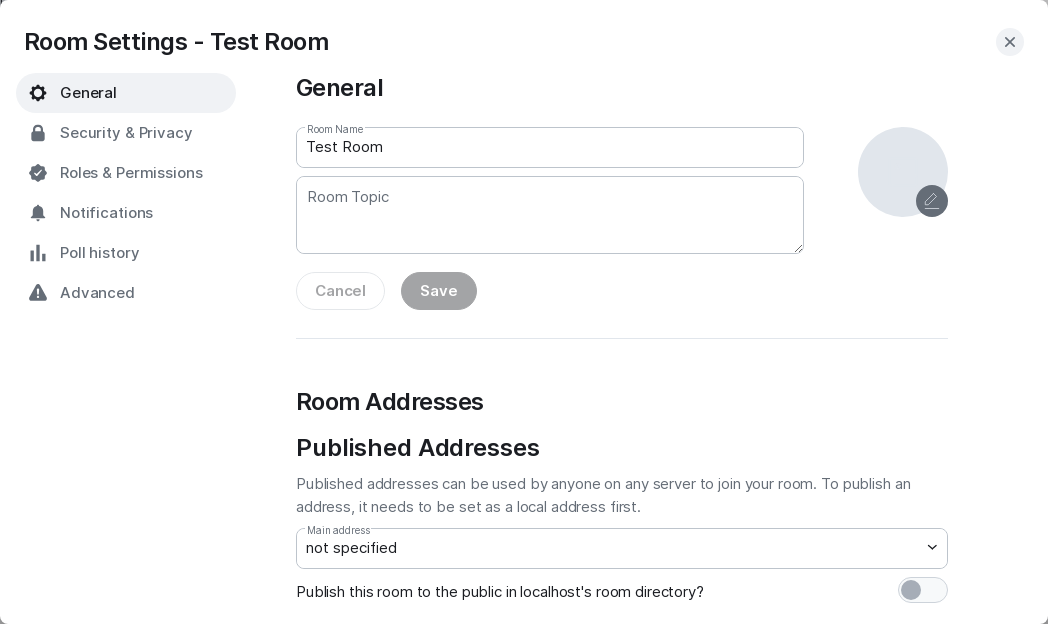 Room Settings - Test Room
General
Security & Privacy
Roles & Permissions
Notifications
Poll history
Advanced
General
Room Name
Test Room
Room Topic
Cancel
Save
Room Addresses
Published Addresses
Published addresses can be used by anyone on any server to join your room. To publish an
address, it needs to be set as a local address first.
Main address
not specified
Publish this room to the public in localhost's room directory?